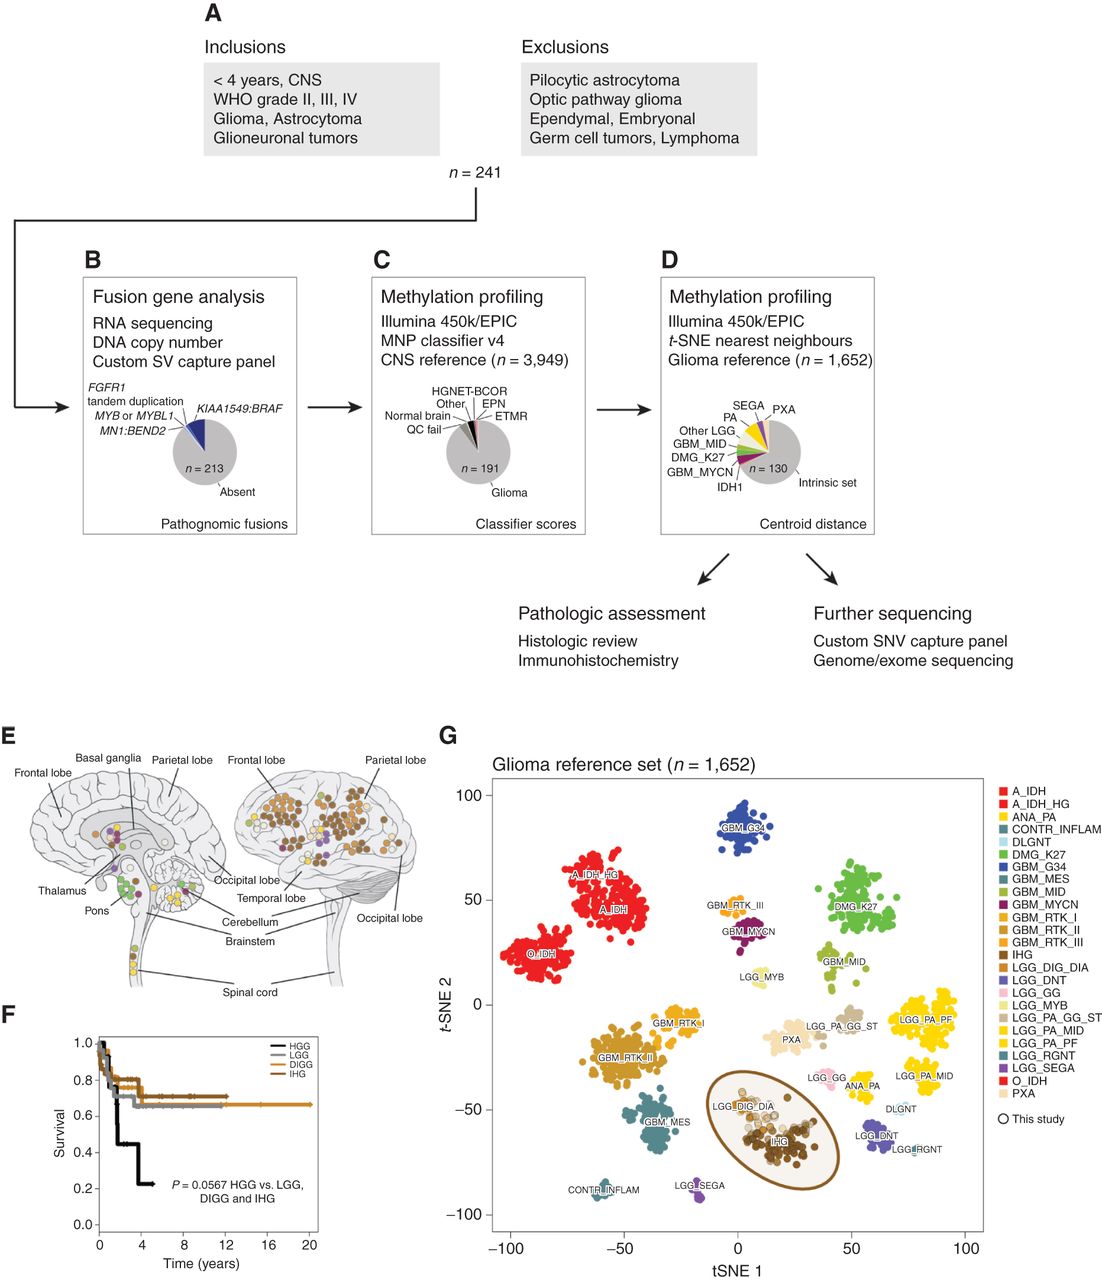 A
Inclusions
< 4 years, CNS
WHO grade II, III, IV
Glioma, Astrocytoma
Glioneuronal tumors
Exclusions
Pilocytic astrocytoma
Optic pathway glioma
Ependymal, Embryonal
Germ cell tumors, Lymphoma
n = 241
B
Fusion gene analysis
RNA sequencing
DNA copy number
Custom SV capture panel
FGFR1
tandem duplication
MYB or MYBL1
MN1:BEND2
KIAA1549:BRAF
n = 213
Absent
Pathognomic fusions
C
Methylation profiling
Illumina 450k/EPIC
MNP classifier v4
CNS reference (n = 3,949)
HGNET-BCOR
Other
EPN
Normal brain
ETMR
QC fail
n = 191
Glioma
Classifier scores
D
Methylation profiling
Illumina 450k/EPIC
t-SNE nearest neighbours
Glioma reference (n = 1,652)
SEGA
PXA
PA
Other LGG
GBM_MID
DMG_K27
GBM_MYCN
IDH1
n = 130
Intrinsic set
Centroid distance
Pathologic assessment
Histologic review
Immunohistochemistry
Further sequencing
Custom SNV capture panel
Genome/exome sequencing
E
Basal ganglia
Frontal lobe
Parietal lobe
Frontal lobe
Parietal lobe
Thalamus
Pons
Occipital lobe
Temporal lobe
Cerebellum
Brainstem
Occipital lobe
Spinal cord
F
Survival
1.0
0.8
0.6
0.4
0.2
0.0
HGG
LGG
DIGG
IHG
P = 0.0567 HGG vs. LGG,
DIGG and IHG
0
4
8
12
16
20
Time (years)
G
Glioma reference set (n = 1,652)
t-SNE 2
100
50
0
−50
−100
GBM_G34
A_IDH_HG
A_IDH
O_IDH
GBM_RTK_III
GBM_MYCN
DMG_K27
GBM_MID
LGG_MYB
GBM_RTK_I
GBM_RTK_II
LGG_PA_GG_ST
PXA
LGG_PA_PF
LGG_GG
ANA_PA
LGG_PA_MID
LGG_DIG_DIA
IHG
GBM_MES
DLGNT
LGG_DNT
LGG_RGNT
CONTR_INFLAM
LGG_SEGA
−100
−50
0
50
100
tSNE 1
A_IDH
A_IDH_HG
ANA_PA
CONTR_INFLAM
DLGNT
DMG_K27
GBM_G34
GBM_MES
GBM_MID
GBM_MYCN
GBM_RTK_I
GBM_RTK_II
GBM_RTK_III
IHG
LGG_DIG_DIA
LGG_DNT
LGG_GG
LGG_MYB
LGG_PA_GG_ST
LGG_PA_MID
LGG_PA_PF
LGG_RGNT
LGG_SEGA
O_IDH
PXA
This study